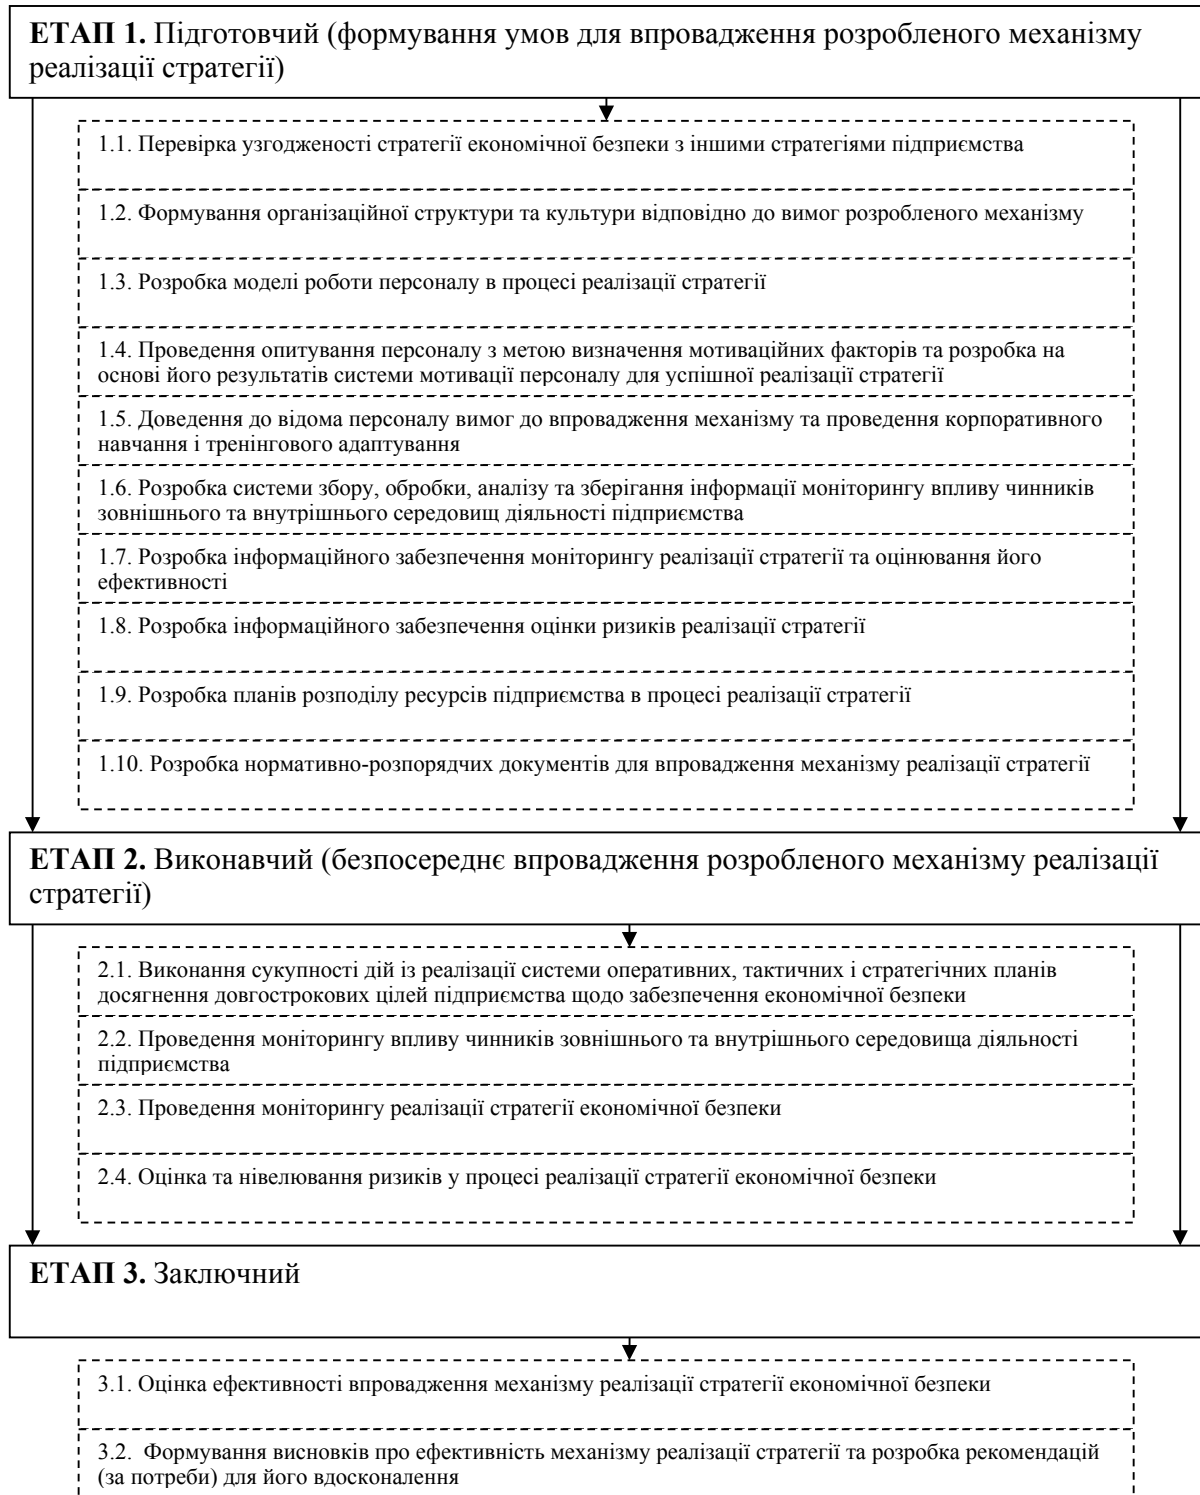 ЕТАП 1. Підготовчий (формування умов для впровадження розробленого механізму
реалізації стратегії)
1.1. Перевірка узгодженості стратегії економічної безпеки з іншими стратегіями підприємства
1.2. Формування організаційної структури та культури відповідно до вимог розробленого механізму
1.3. Розробка моделі роботи персоналу в процесі реалізації стратегії
1.4. Проведення опитування персоналу з метою визначення мотиваційних факторів та розробка на
основі його результатів системи мотивації персоналу для успішної реалізації стратегії
1.5. Доведення до відома персоналу вимог до впровадження механізму та проведення корпоративного
навчання і тренінгового адаптування
1.6. Розробка системи збору, обробки, аналізу та зберігання інформації моніторингу впливу чинників
зовнішнього та внутрішнього середовищ діяльності підприємства
1.7. Розробка інформаційного забезпечення моніторингу реалізації стратегії та оцінювання його
ефективності
1.8. Розробка інформаційного забезпечення оцінки ризиків реалізації стратегії
1.9. Розробка планів розподілу ресурсів підприємства в процесі реалізації стратегії
1.10. Розробка нормативно-розпорядчих документів для впровадження механізму реалізації стратегії
ЕТАП 2. Виконавчий (безпосереднє впровадження розробленого механізму реалізації
стратегії)
2.1. Виконання сукупності дій із реалізації системи оперативних, тактичних і стратегічних планів
досягнення довгострокових цілей підприємства щодо забезпечення економічної безпеки
2.2. Проведення моніторингу впливу чинників зовнішнього та внутрішнього середовища діяльності
підприємства
2.3. Проведення моніторингу реалізації стратегії економічної безпеки
2.4. Оцінка та нівелювання ризиків у процесі реалізації стратегії економічної безпеки
ЕТАП 3. Заключний
3.1. Оцінка ефективності впровадження механізму реалізації стратегії економічної безпеки
3.2. Формування висновків про ефективність механізму реалізації стратегії та розробка рекомендацій
(за потреби) для його вдосконалення